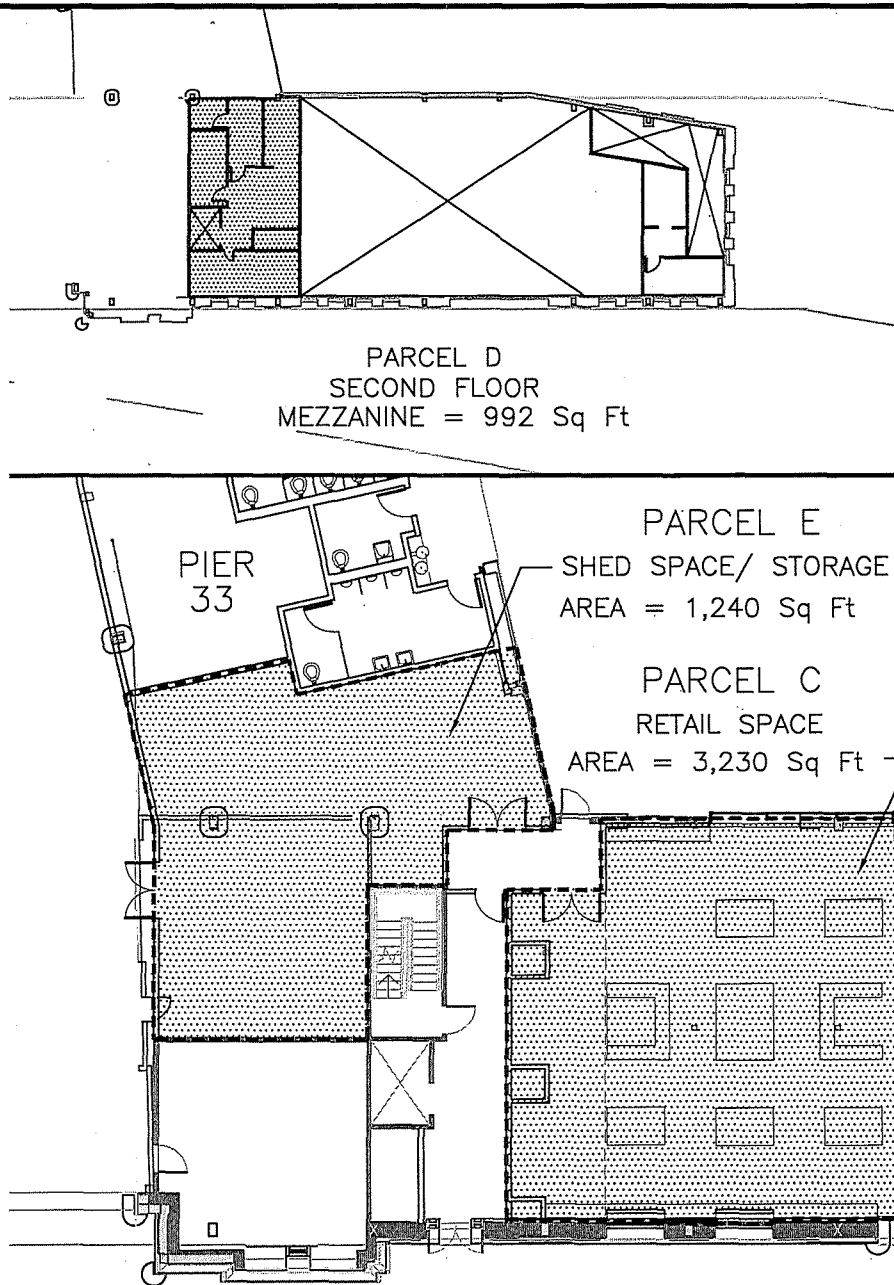 PARCEL D
SECOND FLOOR
MEZZANINE = 992 Sq Ft
PIER
33
PARCEL E
SHED SPACE/ STORAGE
AREA = 1,240 Sq Ft
PARCEL C
RETAIL SPACE
AREA = 3,230 Sq Ft